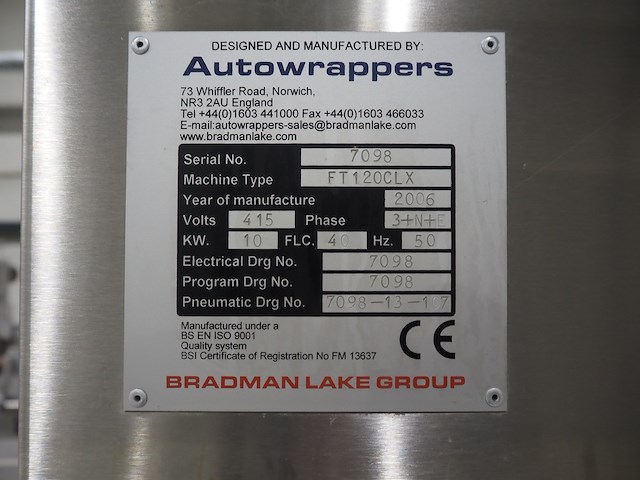 DESIGNED AND MANUFACTURED BY:
Autowrappers
73 Whiffler Road, Norwich,
NR3 2AU England
Tel +44(0)1603 441000 Fax +44(0)1603 466033
E-mail:autowrappers-sales@bradmanlake.com
www.bradmanlake.com
Serial No. 7098
Machine Type FT120CLX
Year of manufacture 2006
Volts 415 Phase 3+N+E
KW. 10 FLC. Hz. 50
Electrical Drg No. 7098
Program Drg No. 7098
Pneumatic Drg No.
Manufactured under a
BS EN ISO 9001
Quality system
BSI Certificate of Registration No FM 13637
CE
BRADMAN LAKE GROUP